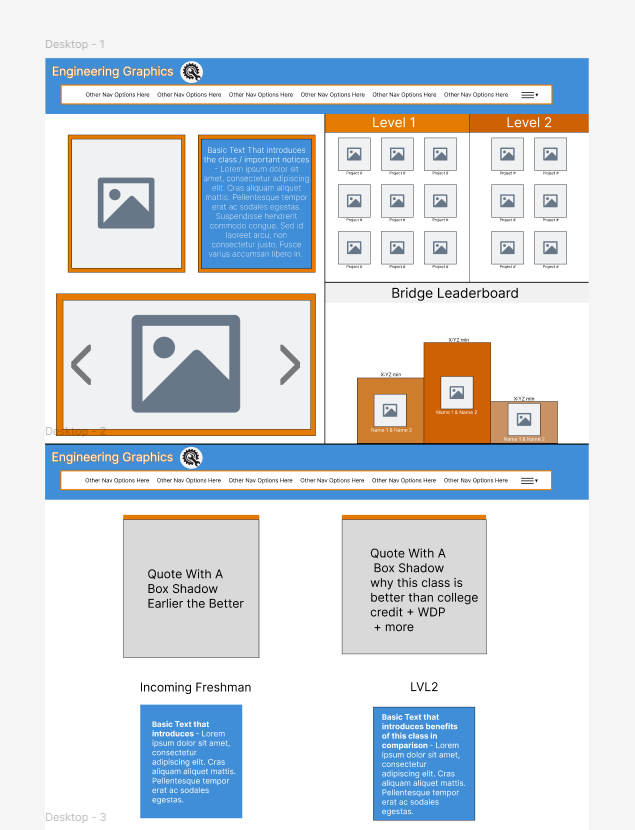 Desktop - 1
Engineering Graphics
Other Nav Options Here Other Nav Options Here Other Nav Options Here Other Nav Options Here Other Nav Options Here Other Nav Options Here
Basic Text That introduces
the class / important notices
- Lorem ipsum dolor sit
amet, consectetur adipiscing
elit. Cras aliquam aliquet
mattis. Pellentesque tempor
erat ac sodales egestas.
Suspendisse hendrerit
commodo congue. Sed id
laoreet arcu, non
consectetur justo. Fusce
varius accumsan libero in.
Level 1
Level 2
Project # Project # Project # Project # Project #
Project # Project # Project # Project # Project #
Project # Project # Project # Project # Project #
Bridge Leaderboard
X:YZ min
X:YZ min
X:YZ min
Name 1 & Name 2
Name 1 & Name 2
Name 1 & Name 2
Desktop - 2
Engineering Graphics
Other Nav Options Here Other Nav Options Here Other Nav Options Here Other Nav Options Here Other Nav Options Here Other Nav Options Here
Quote With A
Box Shadow
Earlier the Better
Quote With A
Box Shadow
why this class is
better than college
credit + WDP
+ more
Incoming Freshman
LVL2
Basic Text that
introduces - Lorem
ipsum dolor sit amet,
consectetur
adipiscing elit. Cras
aliquam aliquet mattis.
Pellentesque tempor
erat ac sodales
egestas.
Basic Text that
introduces benefits
of this class in
comparison - Lorem
ipsum dolor sit amet,
consectetur
adipiscing elit. Cras
aliquam aliquet mattis.
Pellentesque tempor
erat ac sodales
egestas.
Desktop - 3